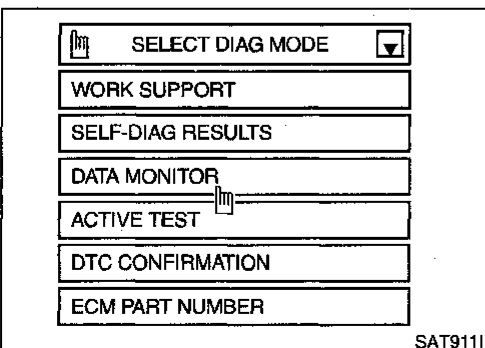 SELECT DIAG MODE
WORK SUPPORT
SELF-DIAG RESULTS
DATA MONITOR
ACTIVE TEST
DTC CONFIRMATION
ECM PART NUMBER
SAT911I